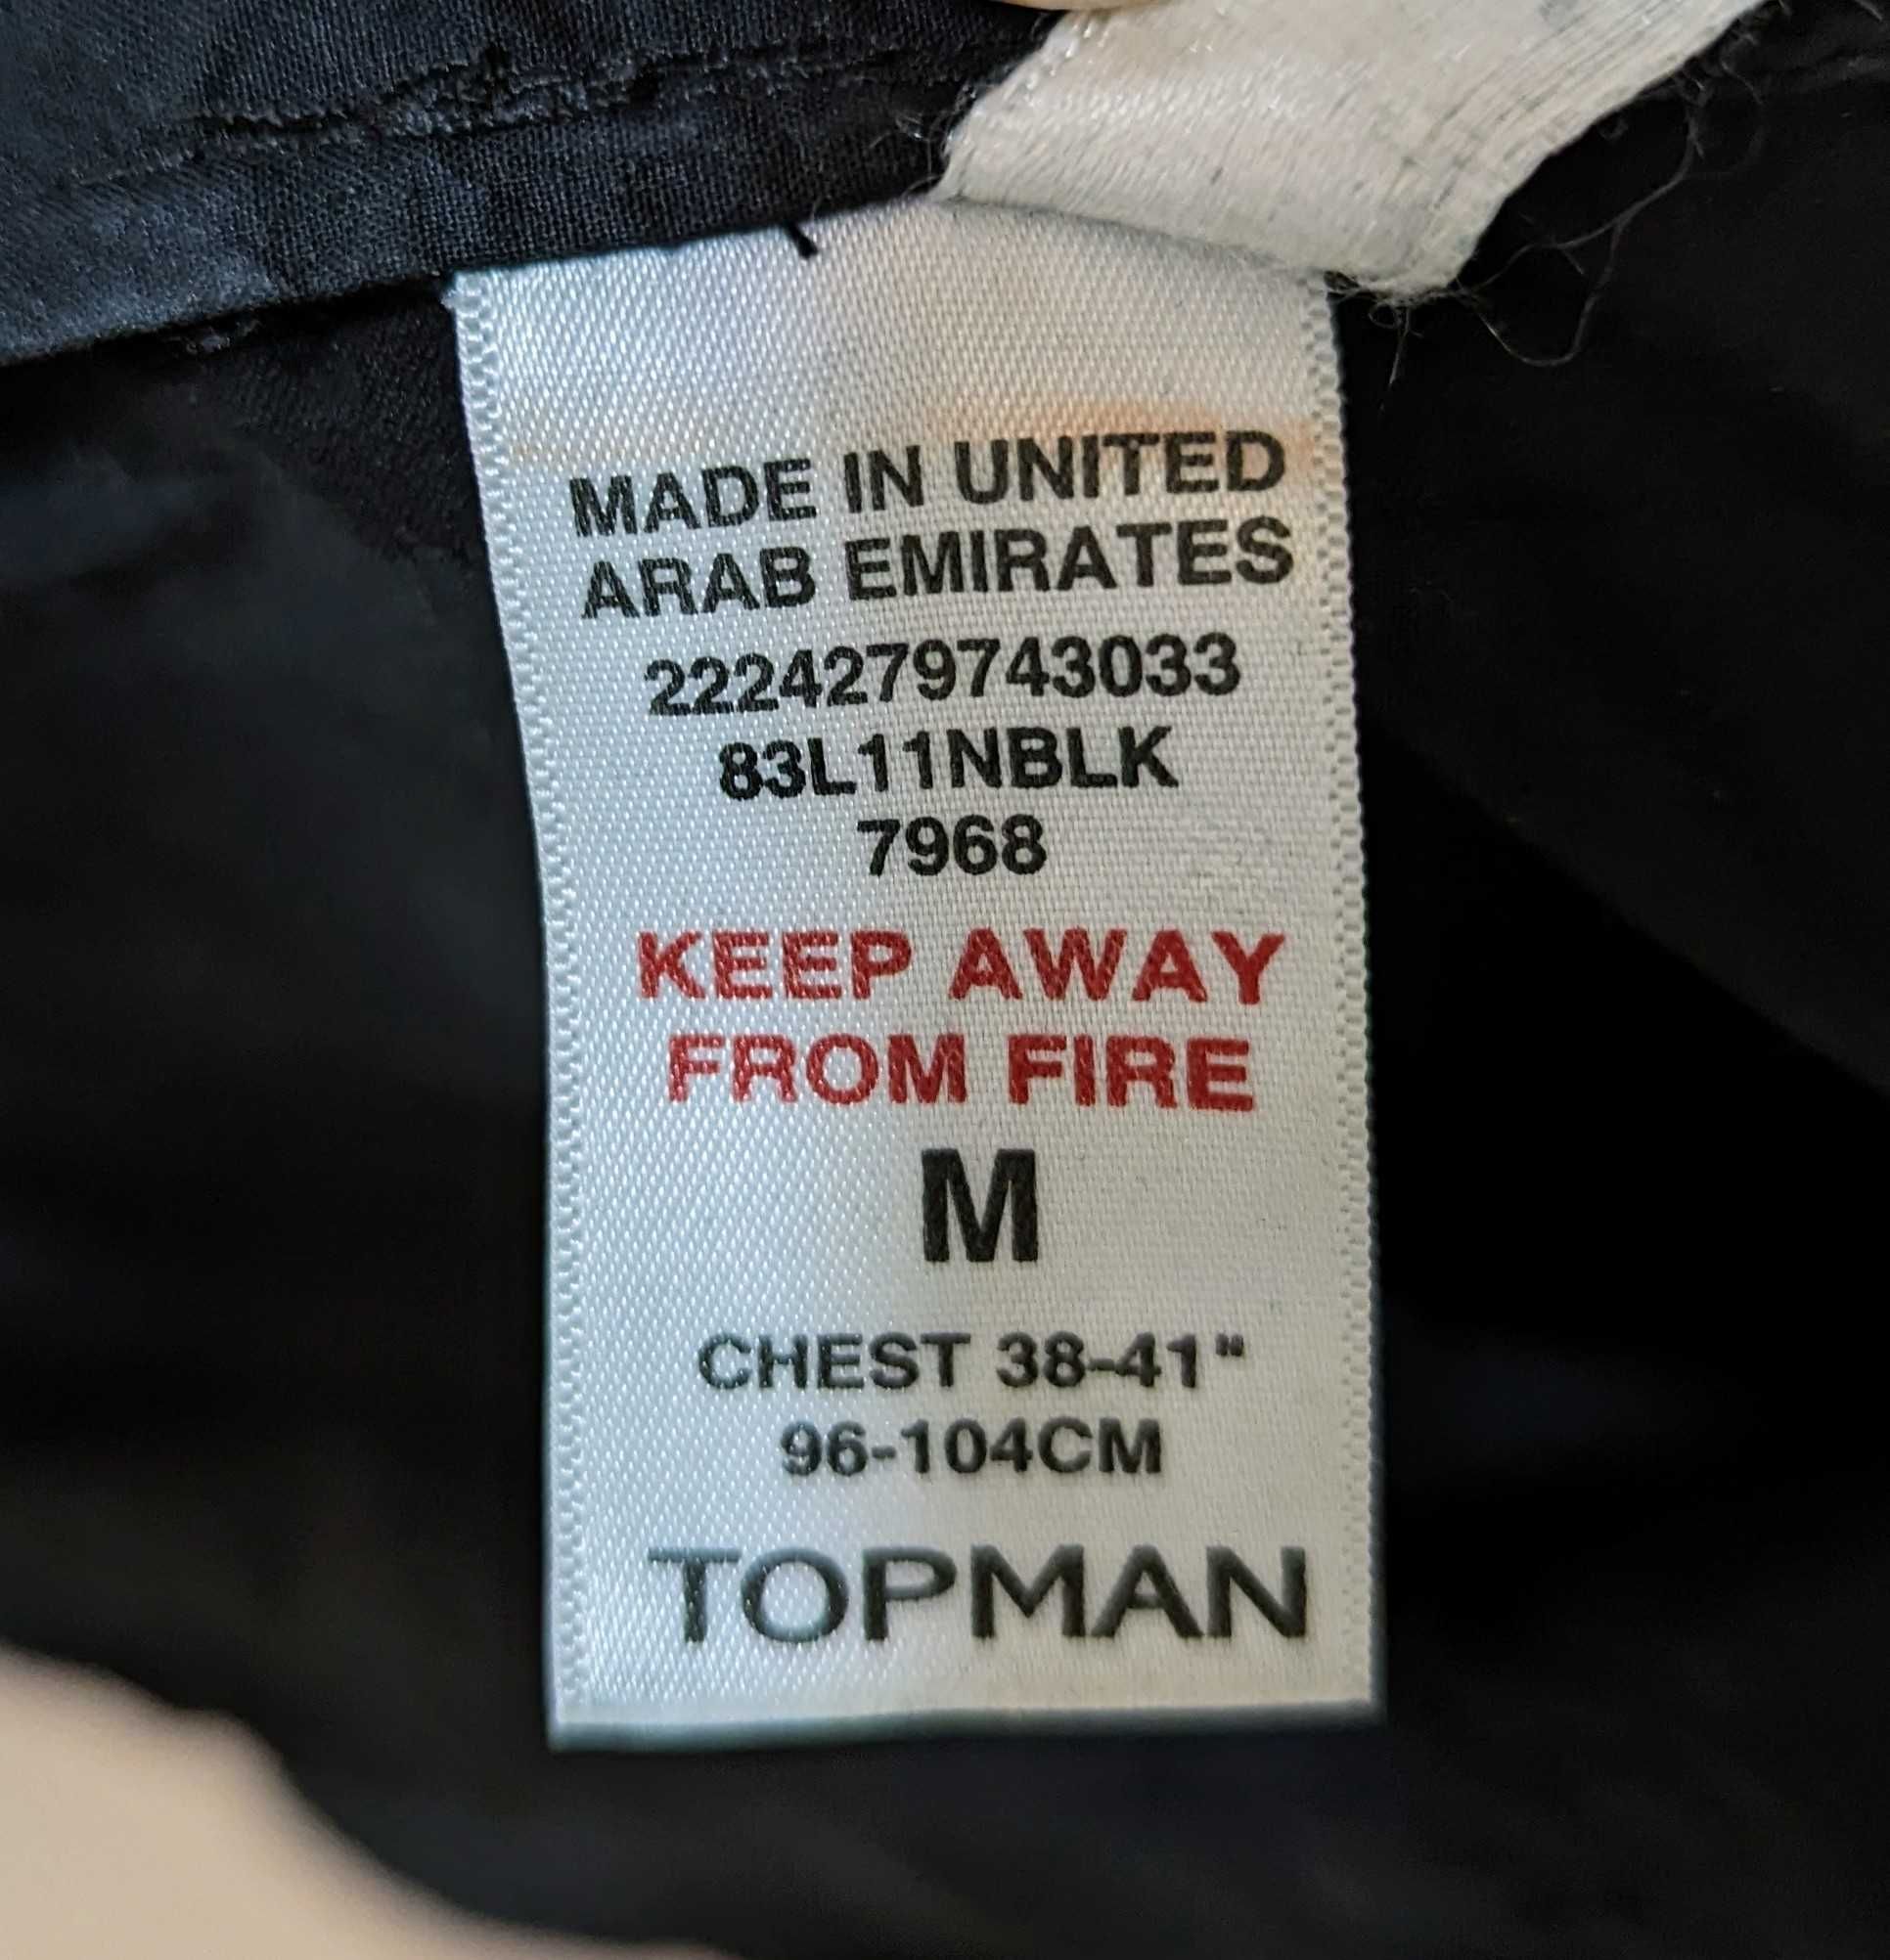 MADE IN UNITED
ARAB EMIRATES
2224279743033
83L11NBLK
7968
KEEP AWAY
FROM FIRE
M
CHEST 38-41"
96-104CM
TOPMAN